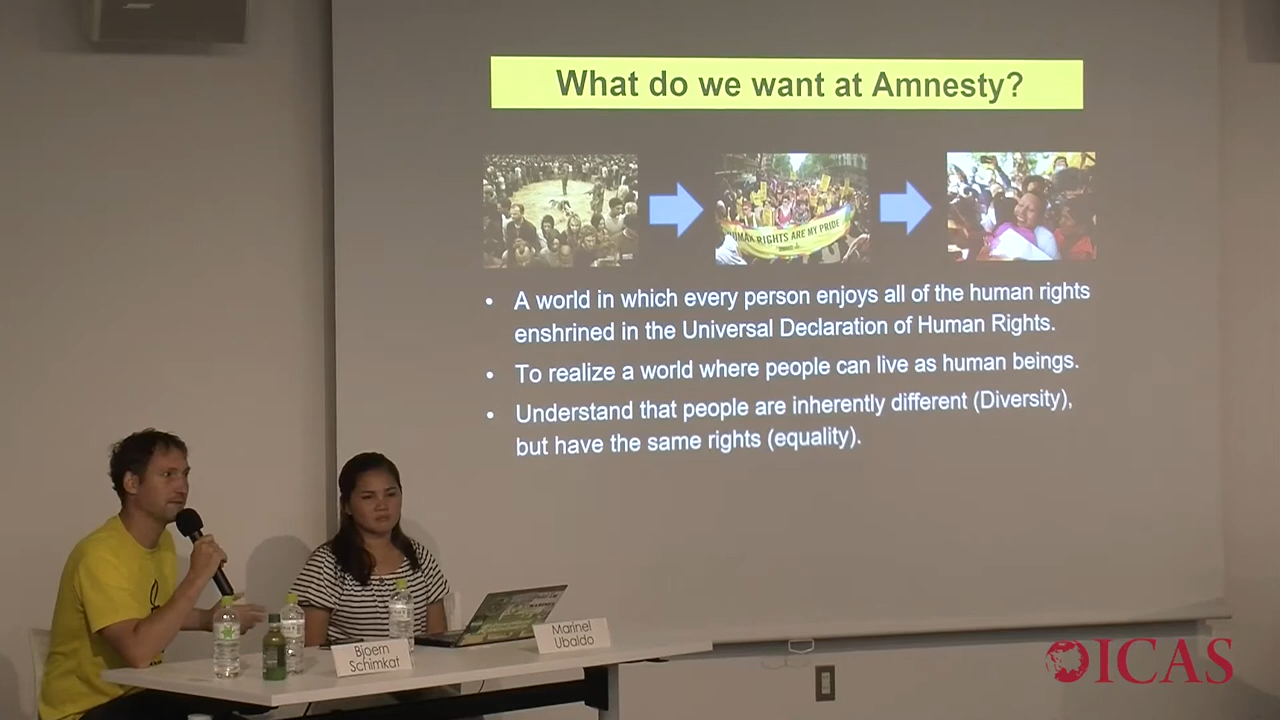 What do we want at Amnesty?
HUMAN RIGHTS ARE MY PRIDE
• A world in which every person enjoys all of the human rights
enshrined in the Universal Declaration of Human Rights.
• To realize a world where people can live as human beings.
• Understand that people are inherently different (Diversity),
but have the same rights (equality).
Bjoern
Schimkat
Marinel
Ubaldo
ICAS